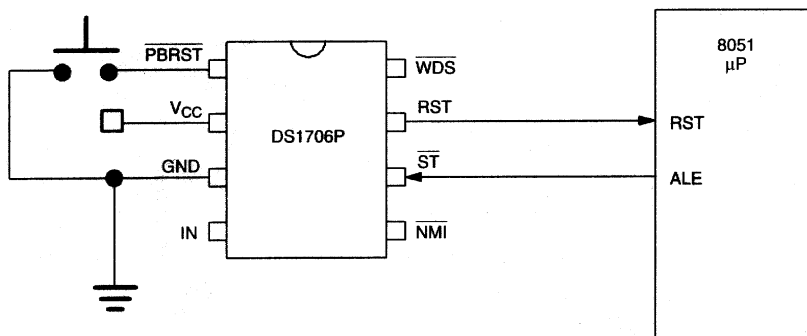 PBRST
VCC
GND
IN
DS1706P
WDS
RST
ST
NMI
8051
µP
RST
ALE